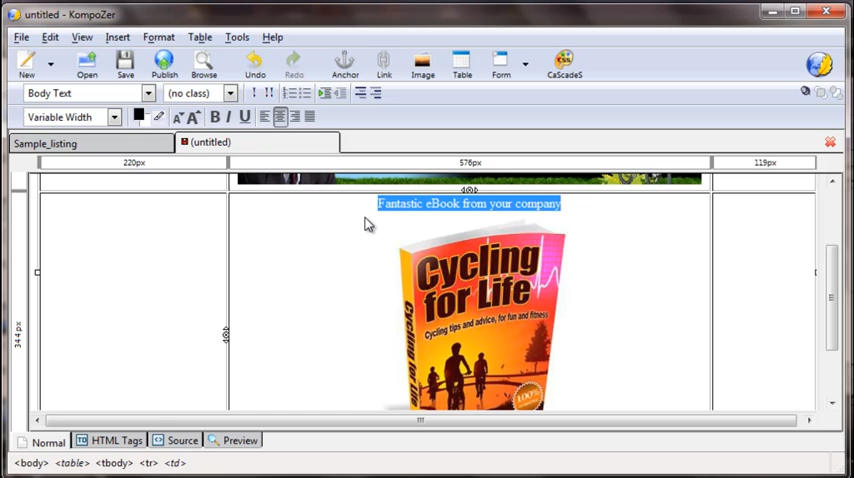 untitled - KompoZer
File Edit View Insert Format Table Tools Help
New Open Save Publish Browse Undo Redo Anchor Link Image Table Form CaScadeS
Body Text (no class) ! !!
Variable Width B I U
Sample_listing (untitled)
220px 576px 119px
Fantastic eBook from your company
344px
Cycling
for Life
Cycling tips and advice, for fun and fitness
Cycling for Life
100%
Normal TD HTML Tags Source Preview
<body> <table> <tbody> <tr> <td>